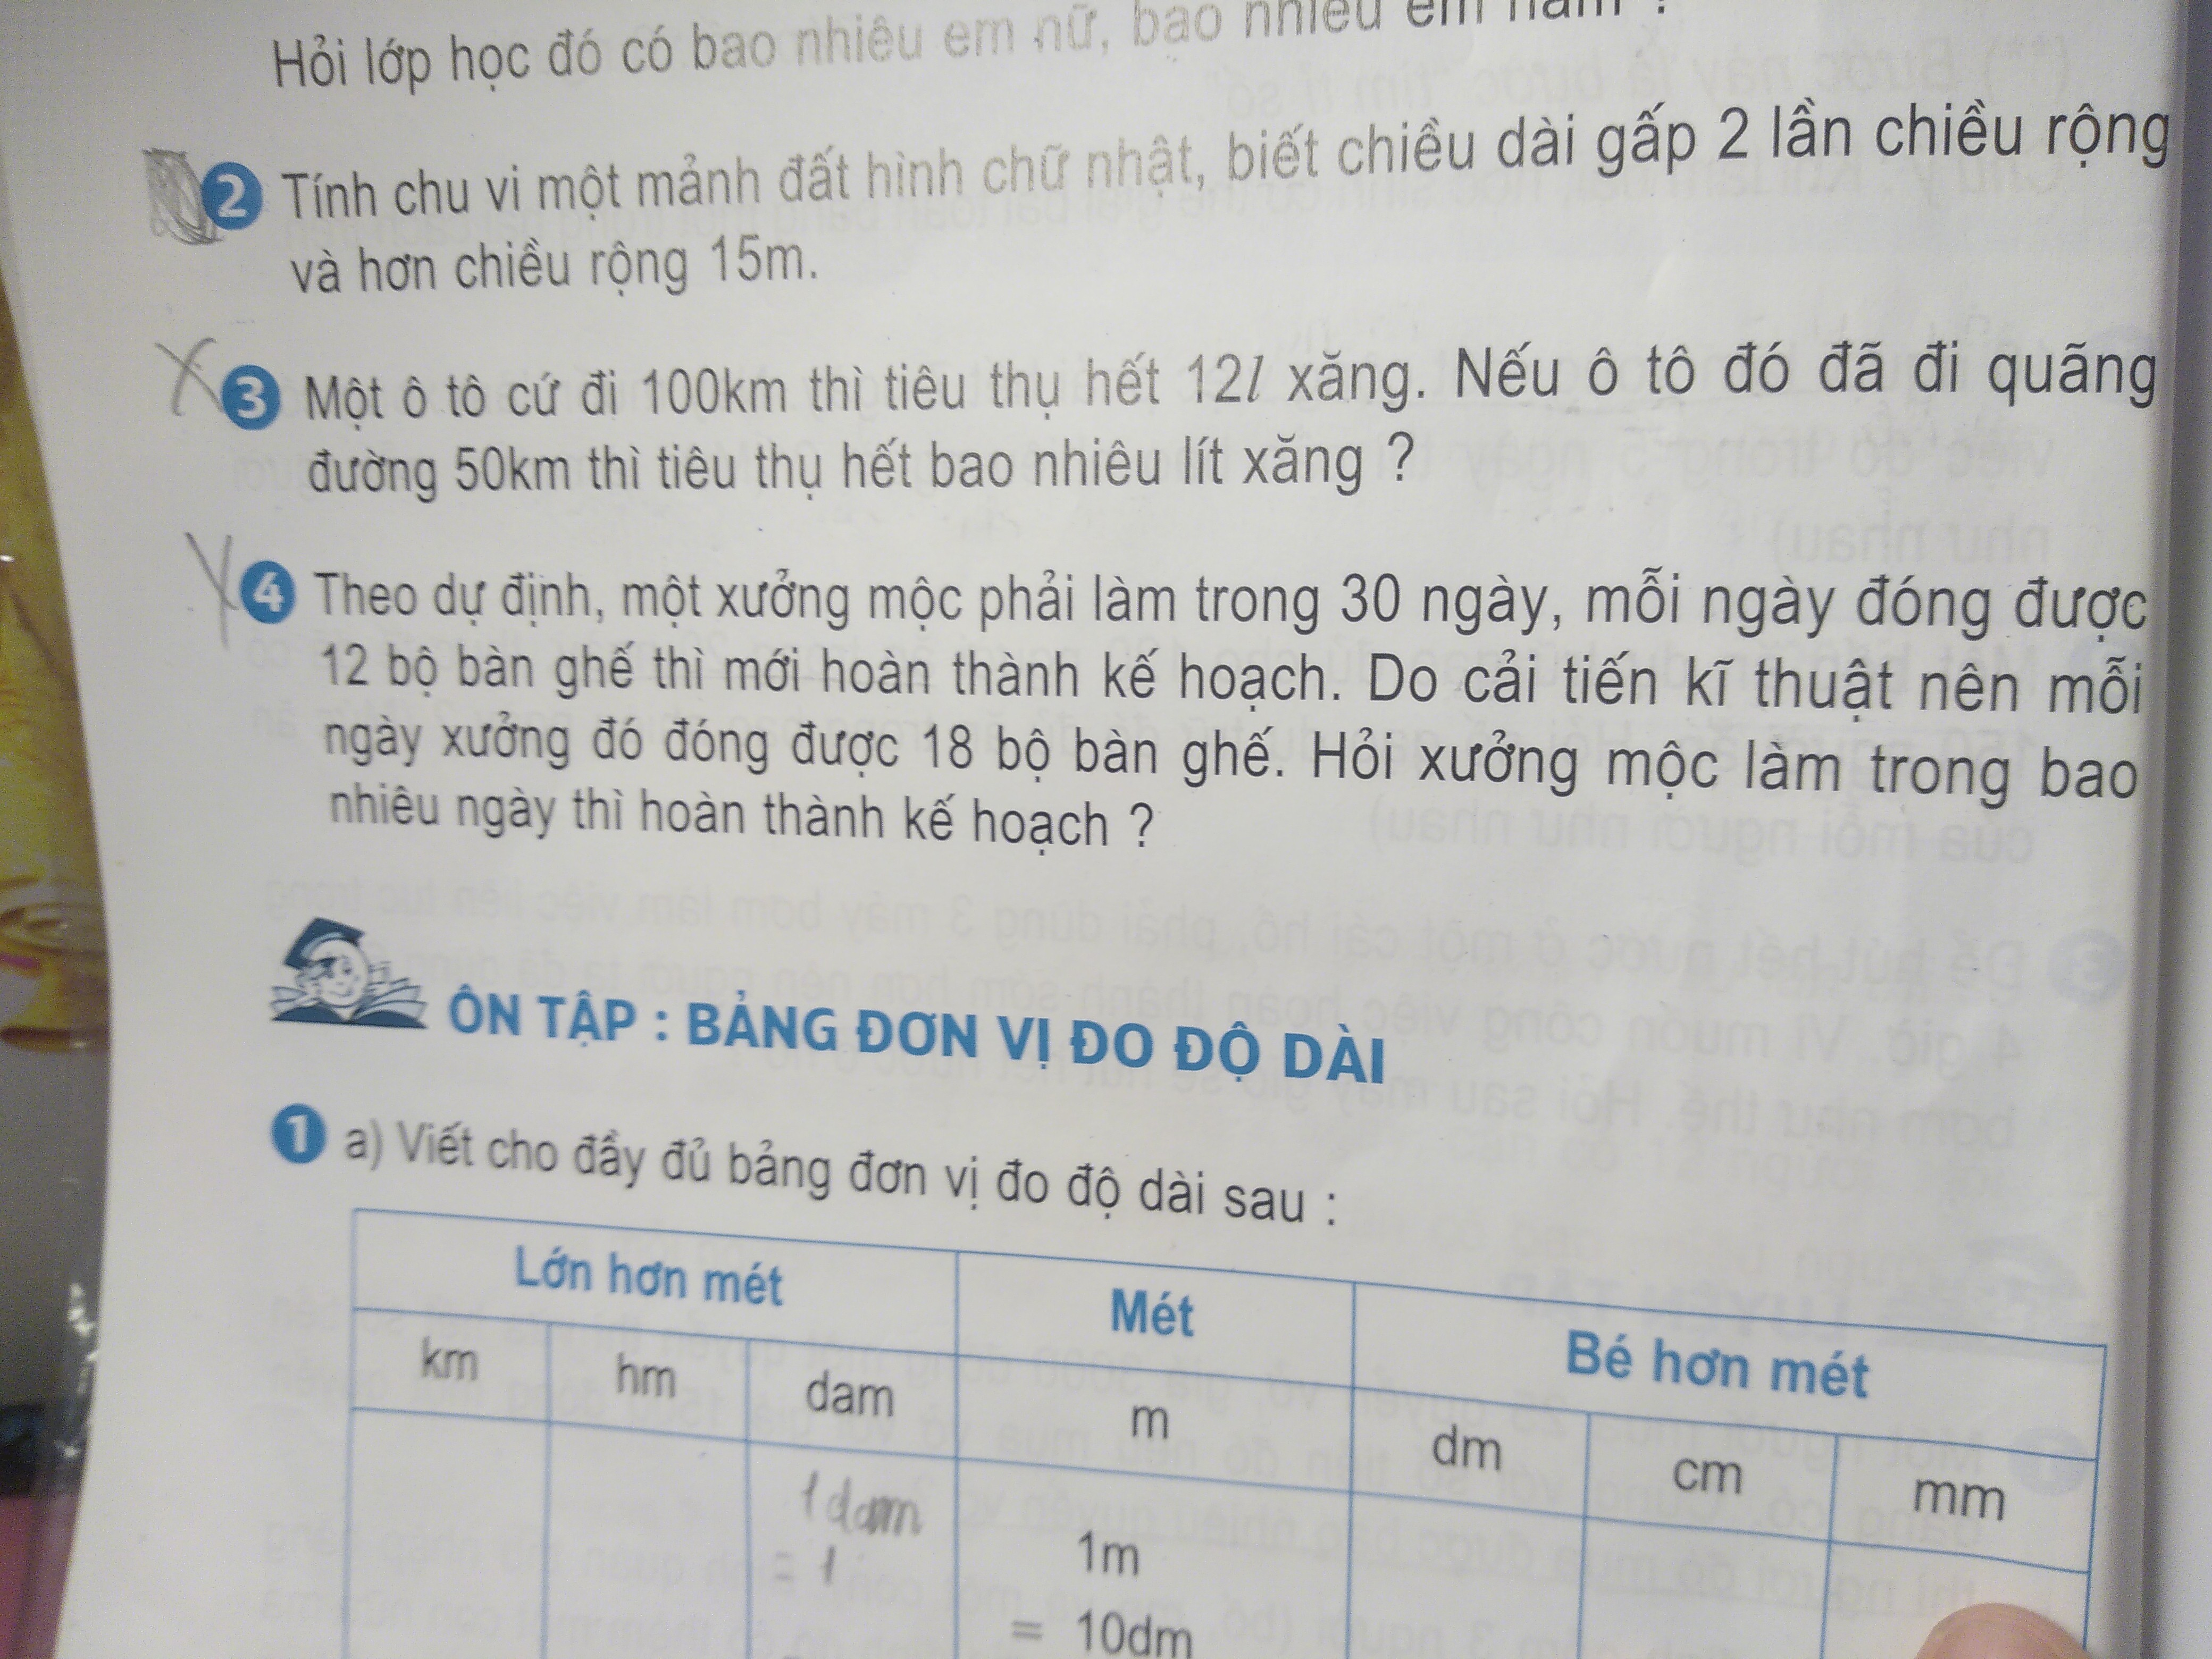 Hỏi lớp học đó có bao nhiêu em nữ, bao nhiêu em nam ?
2 Tính chu vi một mảnh đất hình chữ nhật, biết chiều dài gấp 2 lần chiều rộng
và hơn chiều rộng 15m.
3 Một ô tô cứ đi 100km thì tiêu thụ hết 12l xăng. Nếu ô tô đó đã đi quãng
đường 50km thì tiêu thụ hết bao nhiêu lít xăng ?
4 Theo dự định, một xưởng mộc phải làm trong 30 ngày, mỗi ngày đóng được
12 bộ bàn ghế thì mới hoàn thành kế hoạch. Do cải tiến kĩ thuật nên mỗi
ngày xưởng đó đóng được 18 bộ bàn ghế. Hỏi xưởng mộc làm trong bao
nhiêu ngày thì hoàn thành kế hoạch ?
ÔN TẬP : BẢNG ĐƠN VỊ ĐO ĐỘ DÀI
1 a) Viết cho đầy đủ bảng đơn vị đo độ dài sau :
Lớn hơn mét Mét Bé hơn mét
km hm dam m dm cm mm
1dam 1m
= 1 = 10dm